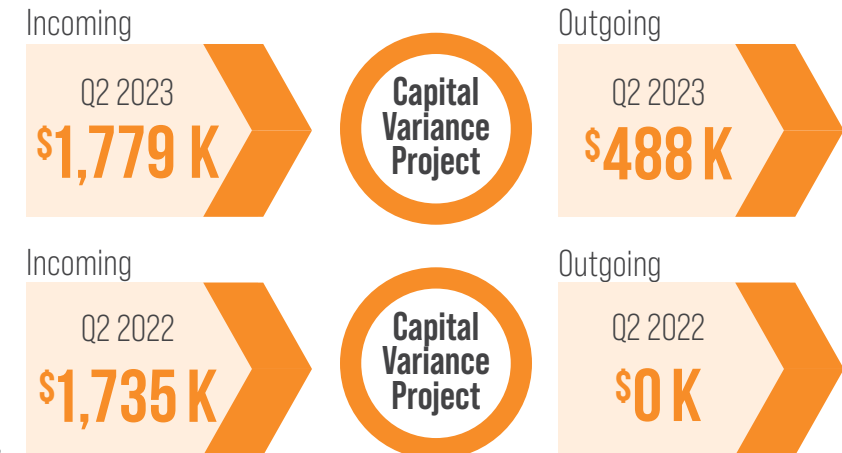 Incoming
Q2 2023
$1,779 K
Capital
Variance
Project
Outgoing
Q2 2023
$488 K
Incoming
Q2 2022
$1,735 K
Capital
Variance
Project
Outgoing
Q2 2022
$0 K